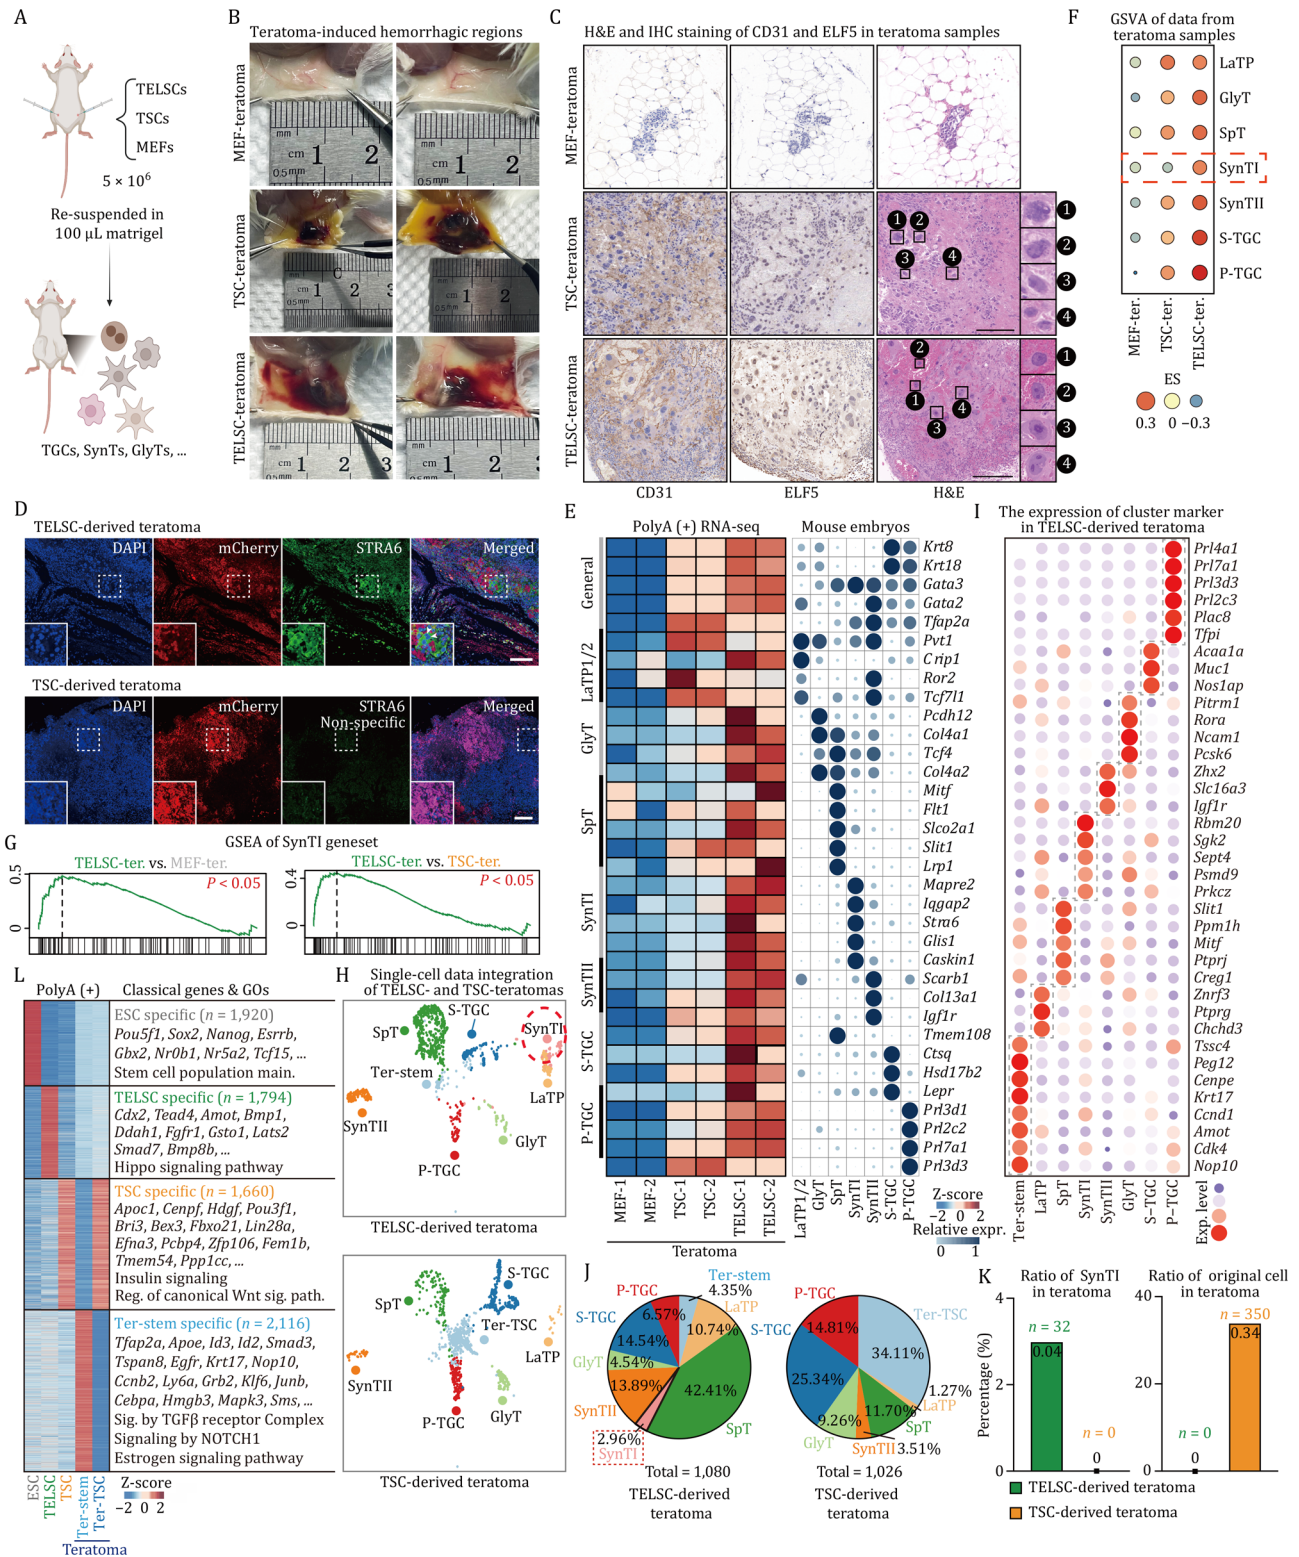 A
TELSCs
TSCs
MEFs
5 × 10⁶
Re-suspended in
100 μL matrigel
TGCs, SynTs, GlyTs, ...
B
Teratoma-induced hemorrhagic regions
MEF-teratoma
TSC-teratoma
TELSC-teratoma
mm
cm 1 2
0.5mm
C
H&E and IHC staining of CD31 and ELF5 in teratoma samples
MEF-teratoma
TSC-teratoma
TELSC-teratoma
1 2
3 4
1
2
3
4
2
1 4
3
1
2
3
4
CD31 ELF5 H&E
F
GSVA of data from
teratoma samples
LaTP
GlyT
SpT
SynTI
SynTII
S-TGC
P-TGC
MEF-ter.
TSC-ter.
TELSC-ter.
ES
0.3 0 −0.3
D
TELSC-derived teratoma
DAPI mCherry STRA6 Merged
TSC-derived teratoma
DAPI mCherry STRA6 Merged
Non-specific
E
PolyA (+) RNA-seq Mouse embryos
General
LaTP1/2
GlyT
SpT
SynTI
SynTII
S-TGC
P-TGC
Krt8
Krt18
Gata3
Gata2
Tfap2a
Pvt1
Crip1
Ror2
Tcf7l1
Pcdh12
Col4a1
Tcf4
Col4a2
Mitf
Flt1
Slco2a1
Slit1
Lrp1
Mapre2
Iqgap2
Stra6
Glis1
Caskin1
Scarb1
Col13a1
Igf1r
Tmem108
Ctsq
Hsd17b2
Lepr
Prl3d1
Prl2c2
Prl7a1
Prl3d3
MEF-1
MEF-2
TSC-1
TSC-2
TELSC-1
TELSC-2
Teratoma
LaTP1/2
GlyT
SpT
SynTI
SynTII
S-TGC
P-TGC
Z-score
−2 0 2
Relative expr.
0 1
I
The expression of cluster marker
in TELSC-derived teratoma
Prl4a1
Prl7a1
Prl3d3
Prl2c3
Plac8
Tfpi
Acaa1a
Muc1
Nos1ap
Pitrm1
Rora
Ncam1
Pcsk6
Zhx2
Slc16a3
Igf1r
Rbm20
Sgk2
Sept4
Psmd9
Prkcz
Slit1
Ppm1h
Mitf
Ptprj
Creg1
Znrf3
Ptprg
Chchd3
Tssc4
Peg12
Cenpe
Krt17
Ccnd1
Amot
Cdk4
Nop10
Ter-stem
LaTP
SpT
SynTI
SynTII
GlyT
S-TGC
P-TGC
Exp. level
G
GSEA of SynTI geneset
TELSC-ter. vs. MEF-ter.
P < 0.05
0.5
0
TELSC-ter. vs. TSC-ter.
P < 0.05
0.4
0
L
PolyA (+) Classical genes & GOs
ESC specific (n = 1,920)
Pou5f1, Sox2, Nanog, Esrrb,
Gbx2, Nr0b1, Nr5a2, Tcf15, ...
Stem cell population main.
TELSC specific (n = 1,794)
Cdx2, Tead4, Amot, Bmp1,
Ddah1, Fgfr1, Gsto1, Lats2
Smad7, Bmp8b, ...
Hippo signaling pathway
TSC specific (n = 1,660)
Apoc1, Cenpf, Hdgf, Pou3f1,
Bri3, Bex3, Fbxo21, Lin28a,
Efna3, Pcbp4, Zfp106, Fem1b,
Tmem54, Ppp1cc, ...
Insulin signaling
Reg. of canonical Wnt sig. path.
Ter-stem specific (n = 2,116)
Tfap2a, Apoe, Id3, Id2, Smad3,
Tspan8, Egfr, Krt17, Nop10,
Ccnb2, Ly6a, Grb2, Klf6, Junb,
Cebpa, Hmgb3, Mapk3, Sms, ...
Sig. by TGFβ receptor Complex
Signaling by NOTCH1
Estrogen signaling pathway
ESC
TELSC
TSC
Ter-stem
Ter-TSC
Teratoma
Z-score
−2 0 2
H
Single-cell data integration
of TELSC- and TSC-teratomas
SpT
S-TGC
SynTI
Ter-stem
LaTP
SynTII
GlyT
P-TGC
TELSC-derived teratoma
S-TGC
SpT
Ter-TSC
LaTP
SynTII
GlyT
P-TGC
TSC-derived teratoma
J
Ter-stem
4.35%
P-TGC
6.57%
LaTP
10.74%
S-TGC
14.54%
GlyT
4.54%
13.89%
SynTII
42.41%
SpT
2.96%
SynTI
Total = 1,080
TELSC-derived
teratoma
P-TGC
14.81%
Ter-TSC
34.11%
S-TGC
25.34%
1.27%
LaTP
11.70%
SpT
9.26%
GlyT
SynTII
3.51%
Total = 1,026
TSC-derived
teratoma
K
Ratio of SynTI
in teratoma
Percentage (%)
4
2
0
n = 32
0.04
n = 0
0
Ratio of original cell
in teratoma
40
20
0
n = 350
0.34
n = 0
0
TELSC-derived teratoma
TSC-derived teratoma